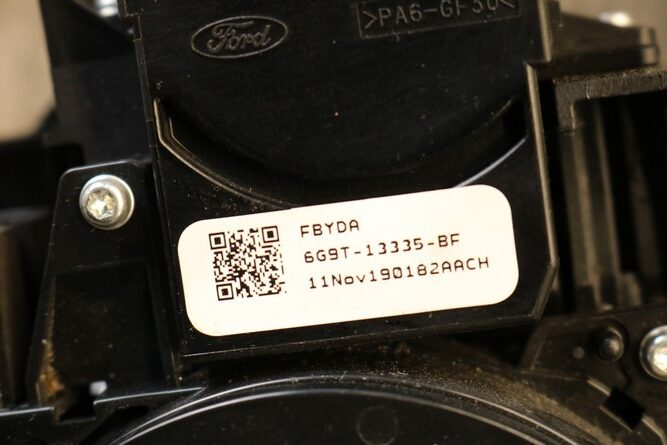 Ford
>PA6-GF30<
FBYDA
6G9T-13335-BF
11Nov190182AACH